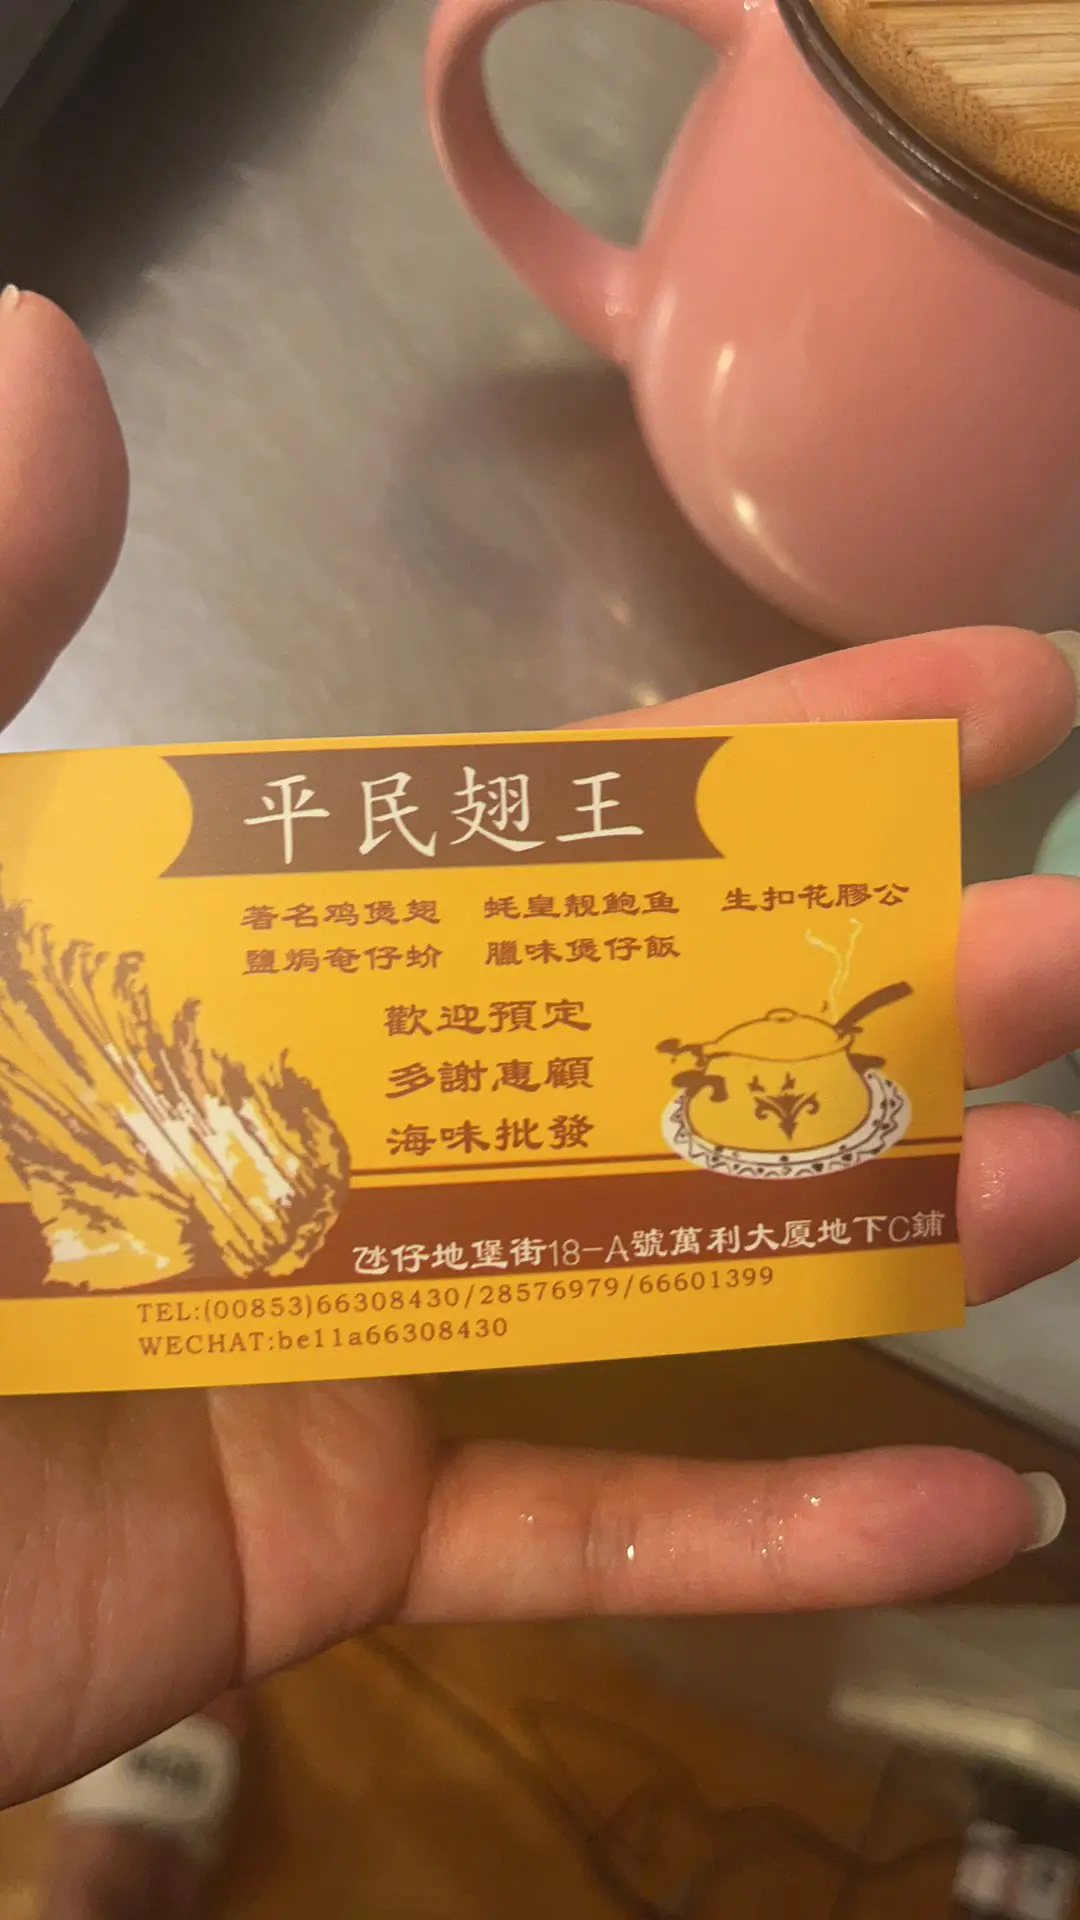 平民翅王
著名鸡煲翅 蚝皇靓鲍鱼 生扣花膠公
鹽焗奄仔蚧 臘味煲仔飯
歡迎預定
多謝惠顧
海味批發
氹仔地堡街18-A號萬利大厦地下C鋪
TEL:(00853)66308430/28576979/66601399
WECHAT:be11a66308430